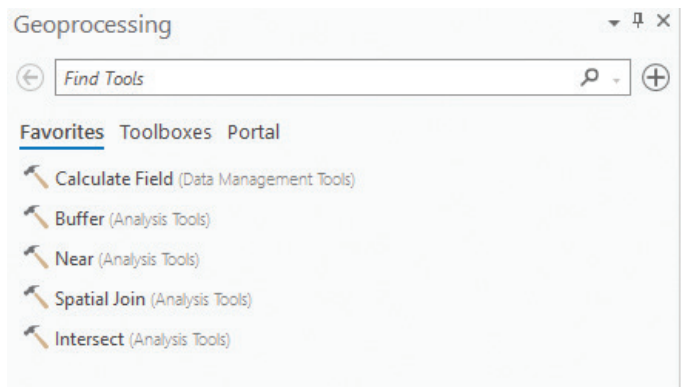 Geoprocessing
Find Tools
Favorites Toolboxes Portal
Calculate Field (Data Management Tools)
Buffer (Analysis Tools)
Near (Analysis Tools)
Spatial Join (Analysis Tools)
Intersect (Analysis Tools)